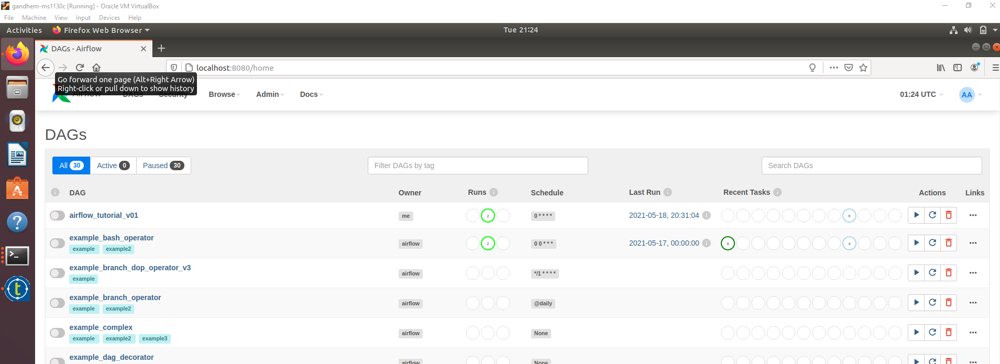 gandhem-ms1130c [Running] - Oracle VM VirtualBox
File Machine View Input Devices Help
Activities Firefox Web Browser Tue 21:24
DAGs - Airflow
localhost:8080/home
Go forward one page (Alt+Right Arrow)
Right-click or pull down to show history
Airflow DAGs Security Browse Admin Docs 01:24 UTC AA
DAGs
All 30 Active 0 Paused 30 Filter DAGs by tag Search DAGs
DAG Owner Runs Schedule Last Run Recent Tasks Actions Links
airflow_tutorial_v01 me 2 0 * * * * 2021-05-18, 20:31:04 6
example_bash_operator
example example2 airflow 2 0 0 * * * 2021-05-17, 00:00:00 8 4
example_branch_dop_operator_v3
example airflow */1 * * * *
example_branch_operator
example example2 airflow @daily
example_complex
example example2 example3 airflow None
example_dag_decorator
airflow None